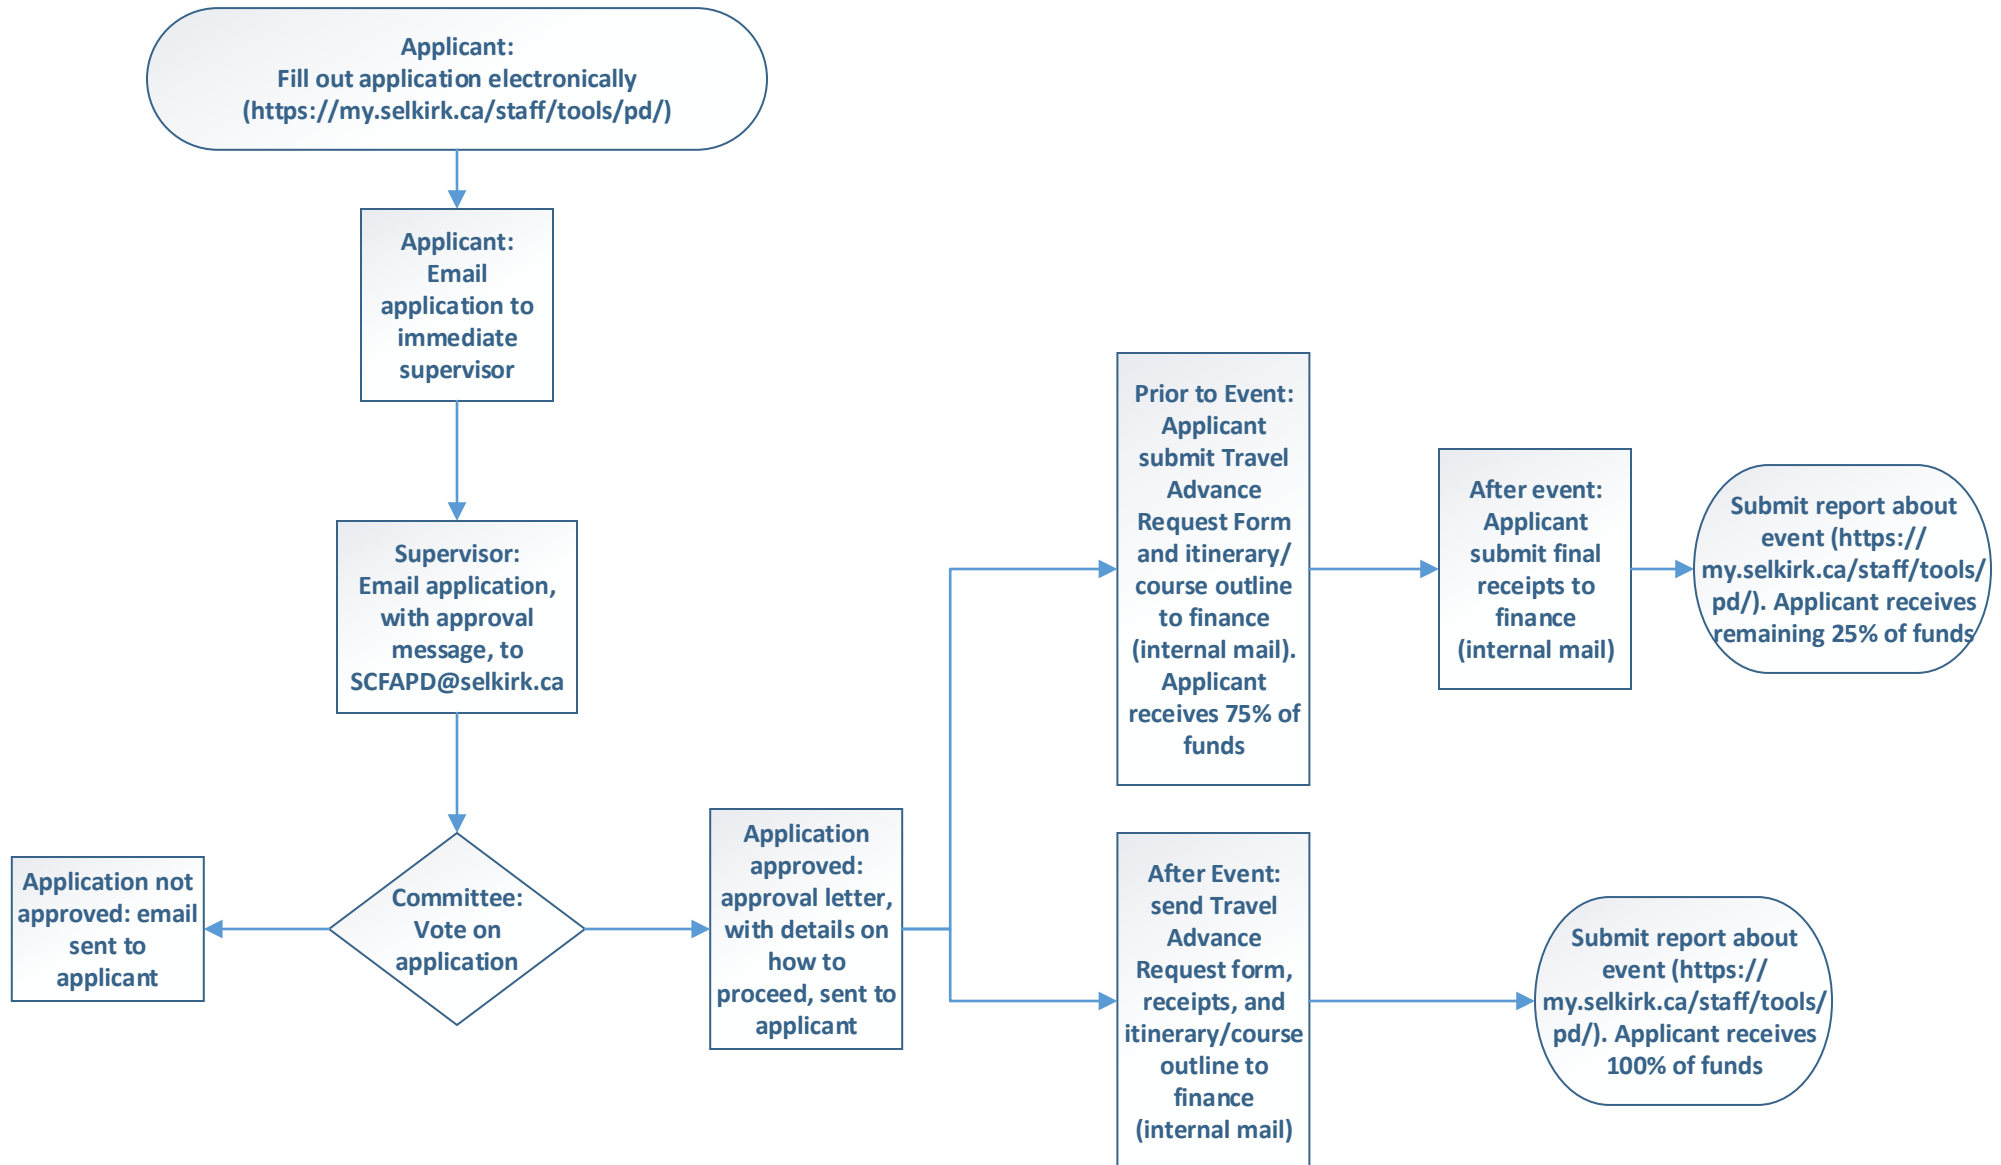 Applicant:
Fill out application electronically
(https://my.selkirk.ca/staff/tools/pd/)
Applicant:
Email
application to
immediate
supervisor
Supervisor:
Email application,
with approval
message, to
SCFAPD@selkirk.ca
Committee:
Vote on
application
Application not
approved: email
sent to
applicant
Application
approved:
approval letter,
with details on
how to
proceed, sent to
applicant
Prior to Event:
Applicant
submit Travel
Advance
Request Form
and itinerary/
course outline
to finance
(internal mail).
Applicant
receives 75% of
funds
After event:
Applicant
submit final
receipts to
finance
(internal mail)
Submit report about
event (https://
my.selkirk.ca/staff/tools/
pd/). Applicant receives
remaining 25% of funds
After Event:
send Travel
Advance
Request form,
receipts, and
itinerary/course
outline to
finance
(internal mail)
Submit report about
event (https://
my.selkirk.ca/staff/tools/
pd/). Applicant receives
100% of funds